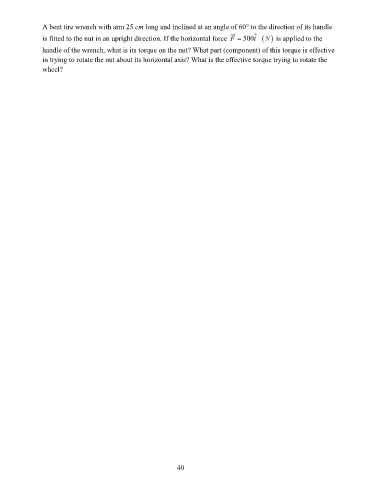 A bent tire wrench with arm 25 cm long and inclined at an angle of 60° to the direction of its handle
is fitted to the nut in an upright direction. If the horizontal force F⃗ = 500î (N) is applied to the
handle of the wrench, what is its torque on the nut? What part (component) of this torque is effective
in trying to rotate the nut about its horizontal axis? What is the effective torque trying to rotate the
wheel?
40